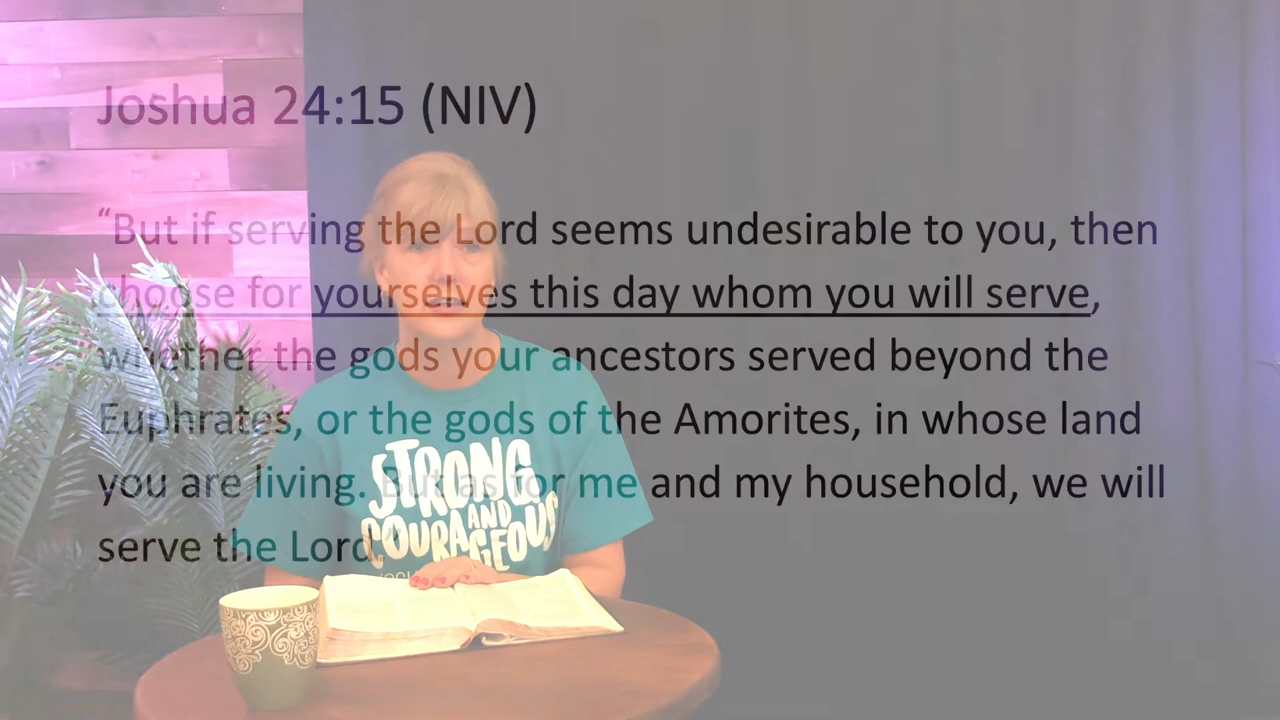 Joshua 24:15 (NIV)
“But if serving the Lord seems undesirable to you, then
choose for yourselves this day whom you will serve,
whether the gods your ancestors served beyond the
Euphrates, or the gods of the Amorites, in whose land
you are living. But as for me and my household, we will
serve the Lord.”
STRONG
AND
COURAGEOUS